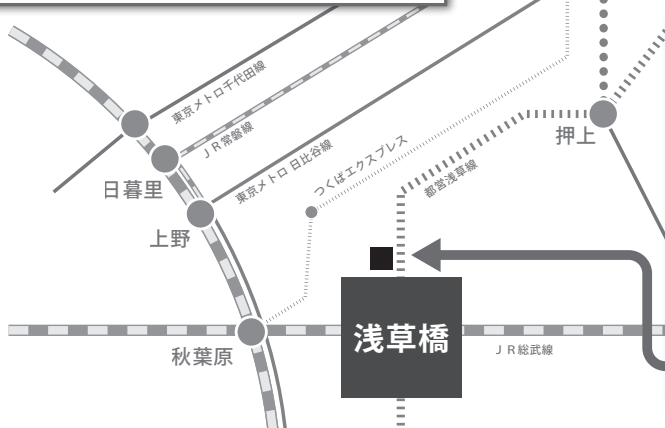 東京メトロ千代田線
JR常磐線
東京メトロ 日比谷線
つくばエクスプレス
都営浅草線
押上
日暮里
上野
秋葉原
浅草橋
JR総武線